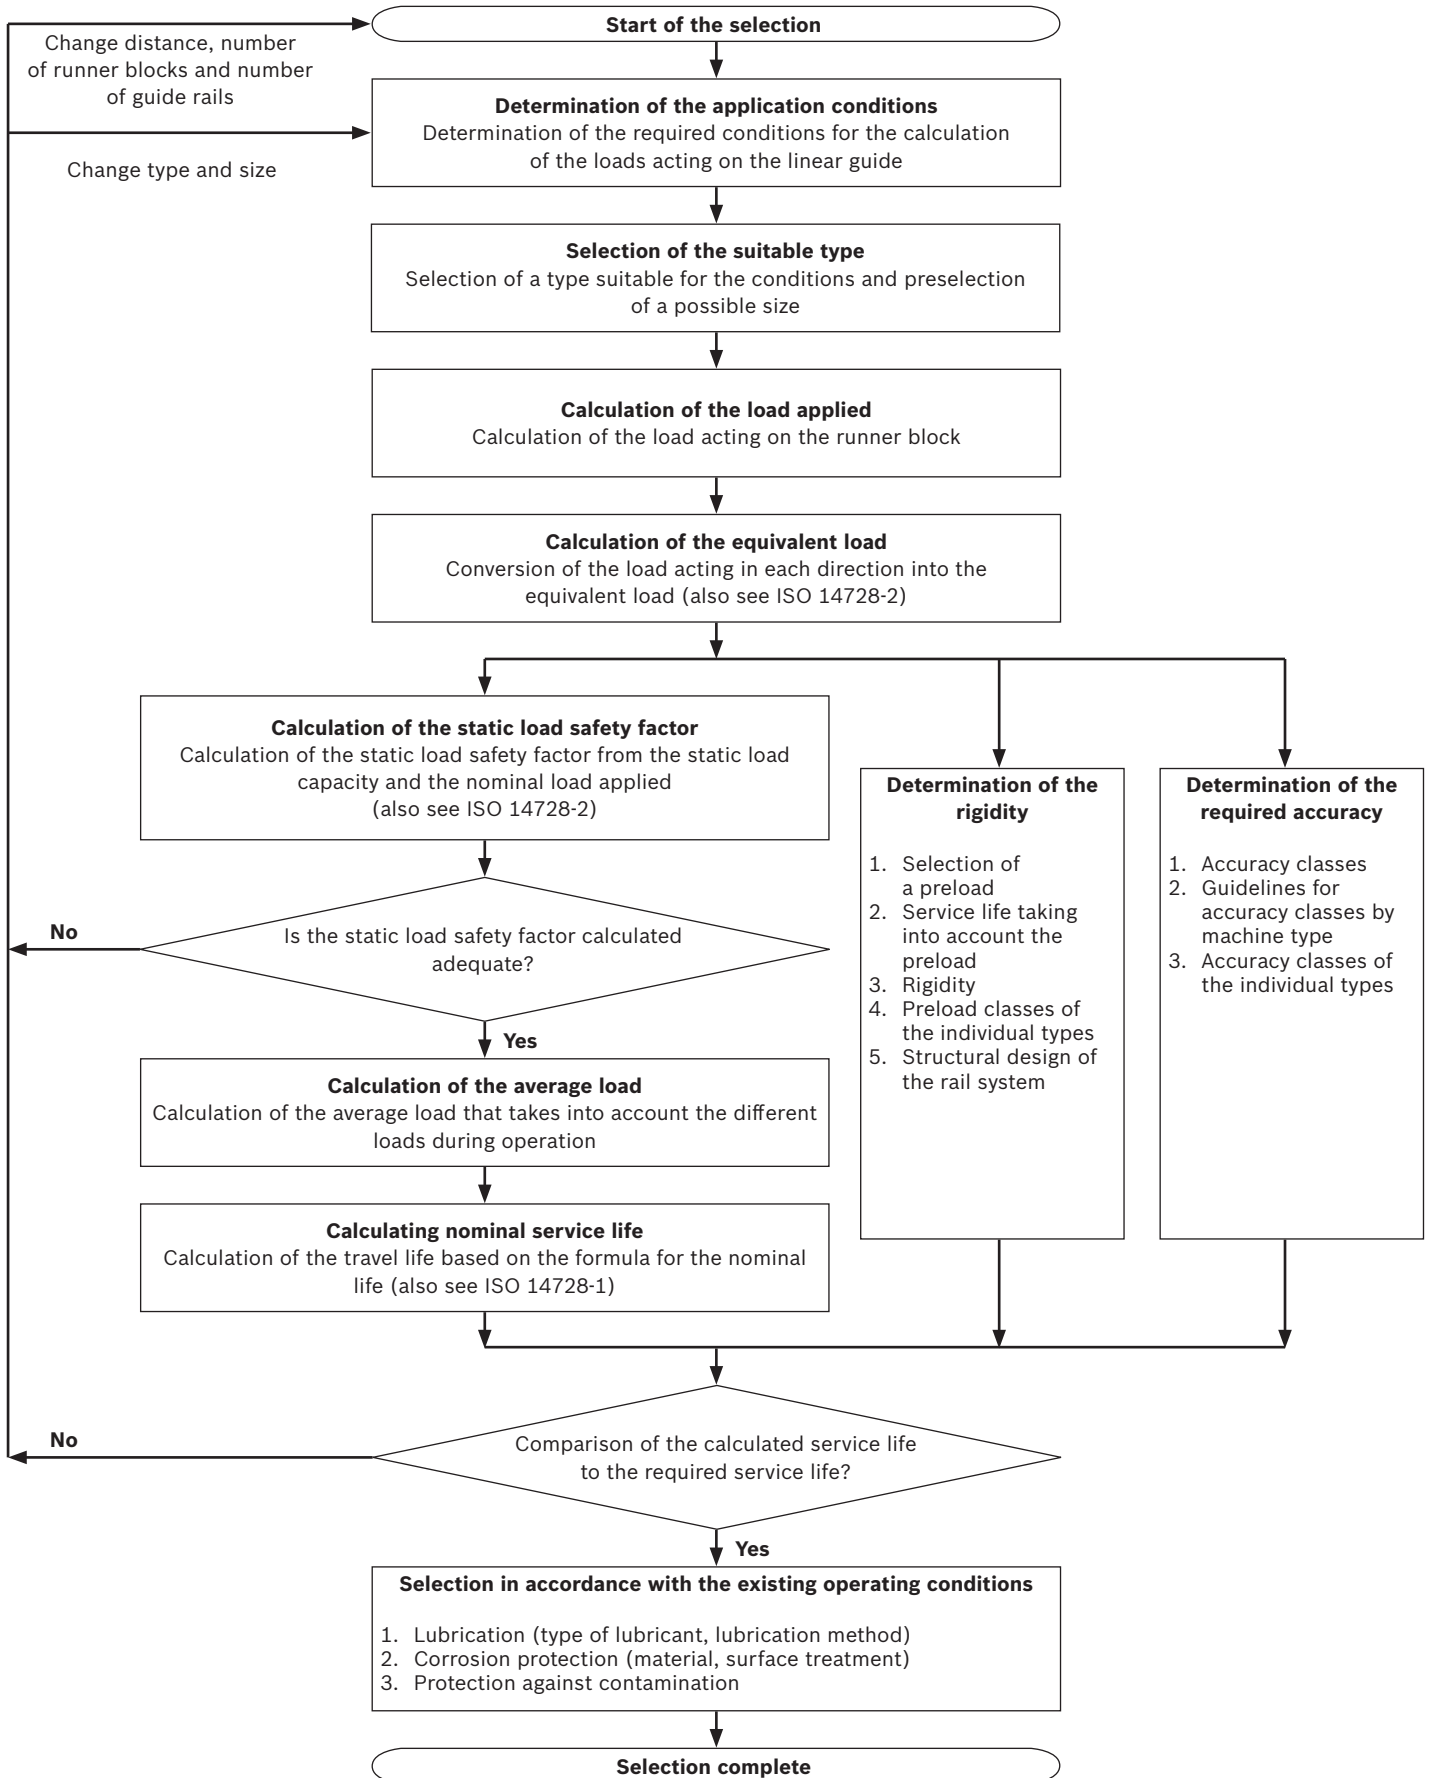 Start of the selection
Change distance, number
of runner blocks and number
of guide rails
Change type and size
Determination of the application conditions
Determination of the required conditions for the calculation
of the loads acting on the linear guide
Selection of the suitable type
Selection of a type suitable for the conditions and preselection
of a possible size
Calculation of the load applied
Calculation of the load acting on the runner block
Calculation of the equivalent load
Conversion of the load acting in each direction into the
equivalent load (also see ISO 14728-2)
Calculation of the static load safety factor
Calculation of the static load safety factor from the static load
capacity and the nominal load applied
(also see ISO 14728-2)
No
Is the static load safety factor calculated
adequate?
Yes
Calculation of the average load
Calculation of the average load that takes into account the different
loads during operation
Calculating nominal service life
Calculation of the travel life based on the formula for the nominal
life (also see ISO 14728-1)
Determination of the
rigidity
1. Selection of
a preload
2. Service life taking
into account the
preload
3. Rigidity
4. Preload classes of
the individual types
5. Structural design of
the rail system
Determination of the
required accuracy
1. Accuracy classes
2. Guidelines for
accuracy classes by
machine type
3. Accuracy classes of
the individual types
No
Comparison of the calculated service life
to the required service life?
Yes
Selection in accordance with the existing operating conditions
1. Lubrication (type of lubricant, lubrication method)
2. Corrosion protection (material, surface treatment)
3. Protection against contamination
Selection complete